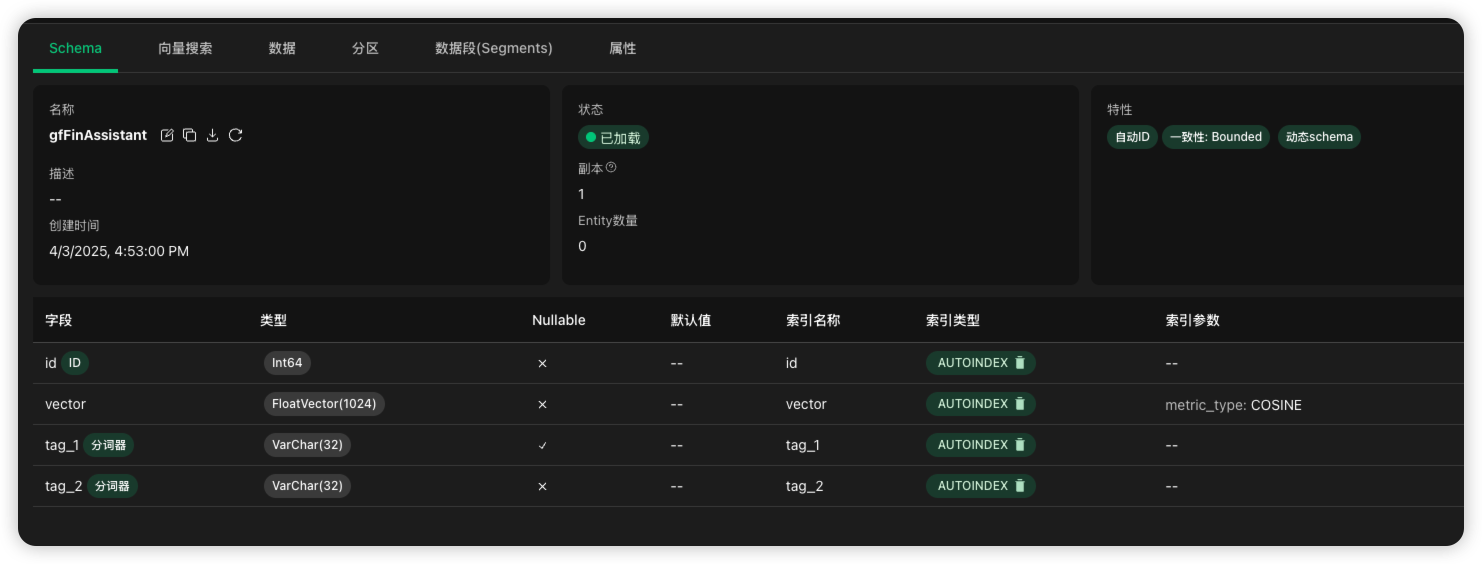 Schema 向量搜索 数据 分区 数据段(Segments) 属性
名称
gfFinAssistant
描述
--
创建时间
4/3/2025, 4:53:00 PM
状态
已加载
副本
1
Entity数量
0
特性
自动ID 一致性: Bounded 动态schema
字段 类型 Nullable 默认值 索引名称 索引类型 索引参数
id ID Int64 -- id AUTOINDEX --
vector FloatVector(1024) -- vector AUTOINDEX metric_type: COSINE
tag_1 分词器 VarChar(32) -- tag_1 AUTOINDEX --
tag_2 分词器 VarChar(32) -- tag_2 AUTOINDEX --